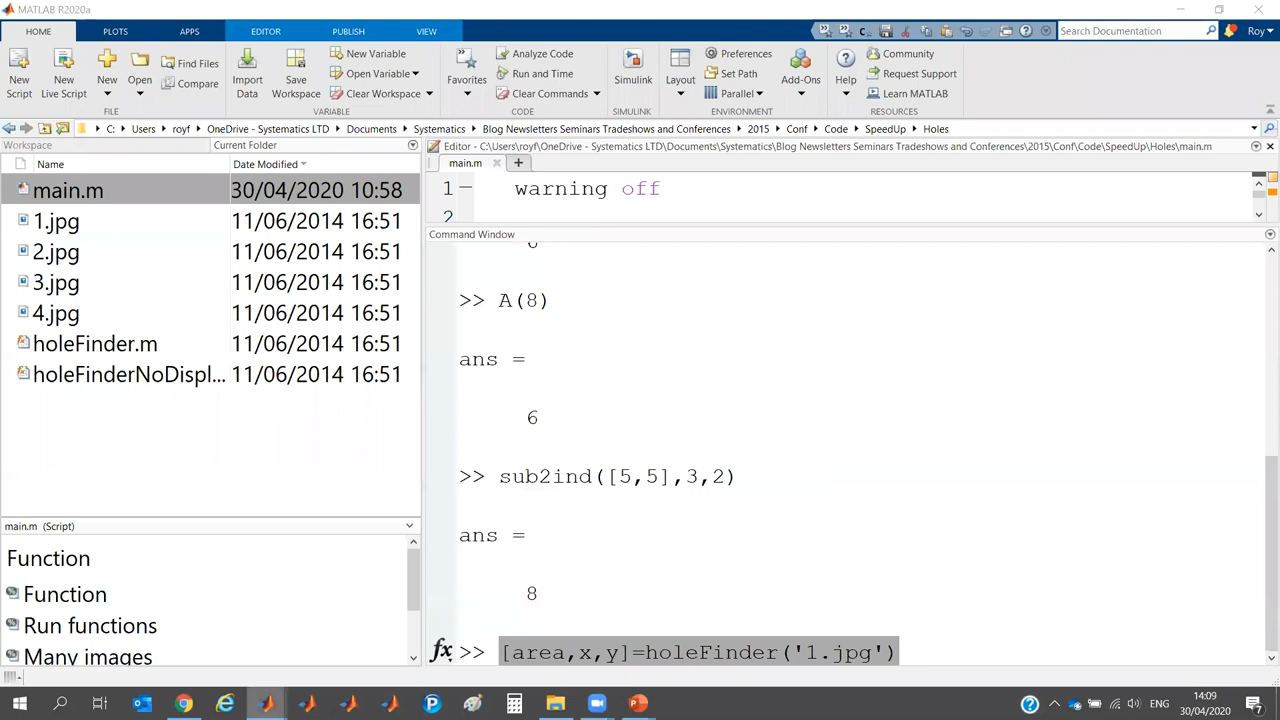 MATLAB R2020a
HOME PLOTS APPS EDITOR PUBLISH VIEW
Search Documentation
Roy
New Script
New Live Script
New
Open
Find Files
Compare
Import Data
Save Workspace
New Variable
Open Variable
Clear Workspace
Favorites
Analyze Code
Run and Time
Clear Commands
Simulink
Layout
Preferences
Set Path
Parallel
Add-Ons
Help
Community
Request Support
Learn MATLAB
FILE VARIABLE CODE SIMULINK ENVIRONMENT RESOURCES
C: Users royf OneDrive - Systematics LTD Documents Systematics Blog Newsletters Seminars Tradeshows and Conferences 2015 Conf Code SpeedUp Holes
Workspace Current Folder
Name Date Modified
main.m 30/04/2020 10:58
1.jpg 11/06/2014 16:51
2.jpg 11/06/2014 16:51
3.jpg 11/06/2014 16:51
4.jpg 11/06/2014 16:51
holeFinder.m 11/06/2014 16:51
holeFinderNoDispl... 11/06/2014 16:51
main.m (Script)
Function
Function
Run functions
Many images
Editor - C:\Users\royf\OneDrive - Systematics LTD\Documents\Systematics\Blog Newsletters Seminars Tradeshows and Conferences\2015\Conf\Code\SpeedUp\Holes\main.m
main.m
1 warning off
2
Command Window
6
>> A(8)
ans =
6
>> sub2ind([5,5],3,2)
ans =
8
fx >> [area,x,y]=holeFinder('1.jpg')
ENG
14:09
30/04/2020
7